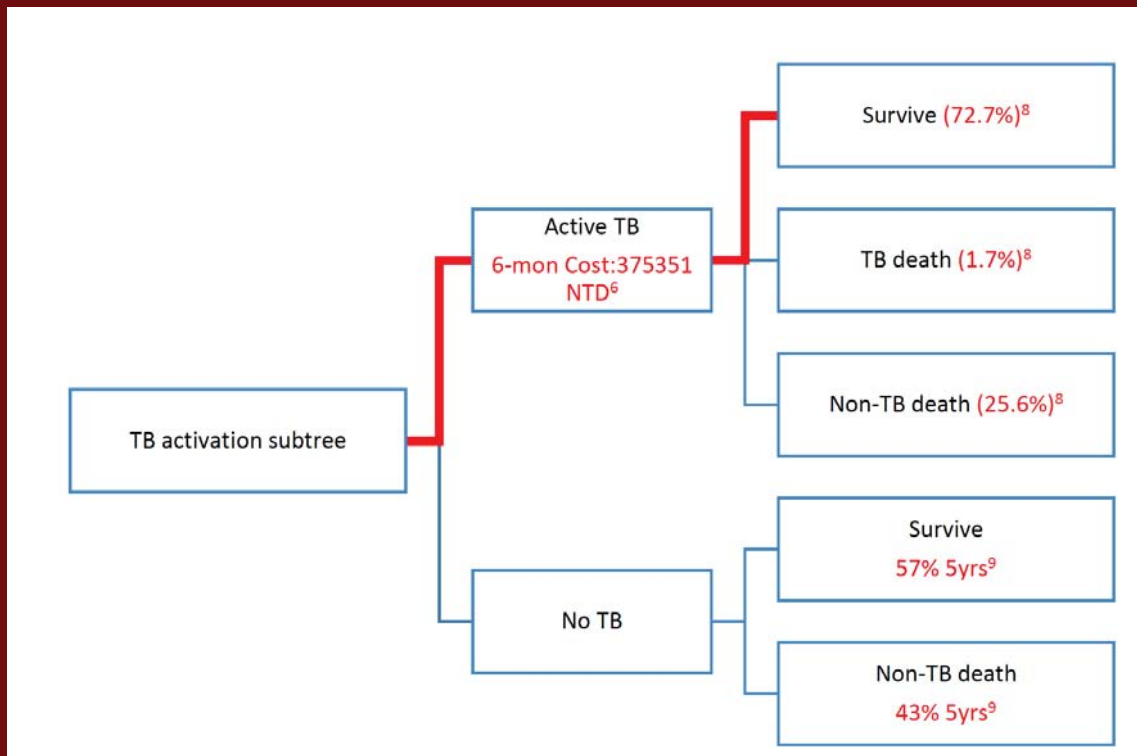 TB activation subtree
Active TB
6-mon Cost:375351
NTD⁶
No TB
Survive (72.7%)⁸
TB death (1.7%)⁸
Non-TB death (25.6%)⁸
Survive
57% 5yrs⁹
Non-TB death
43% 5yrs⁹